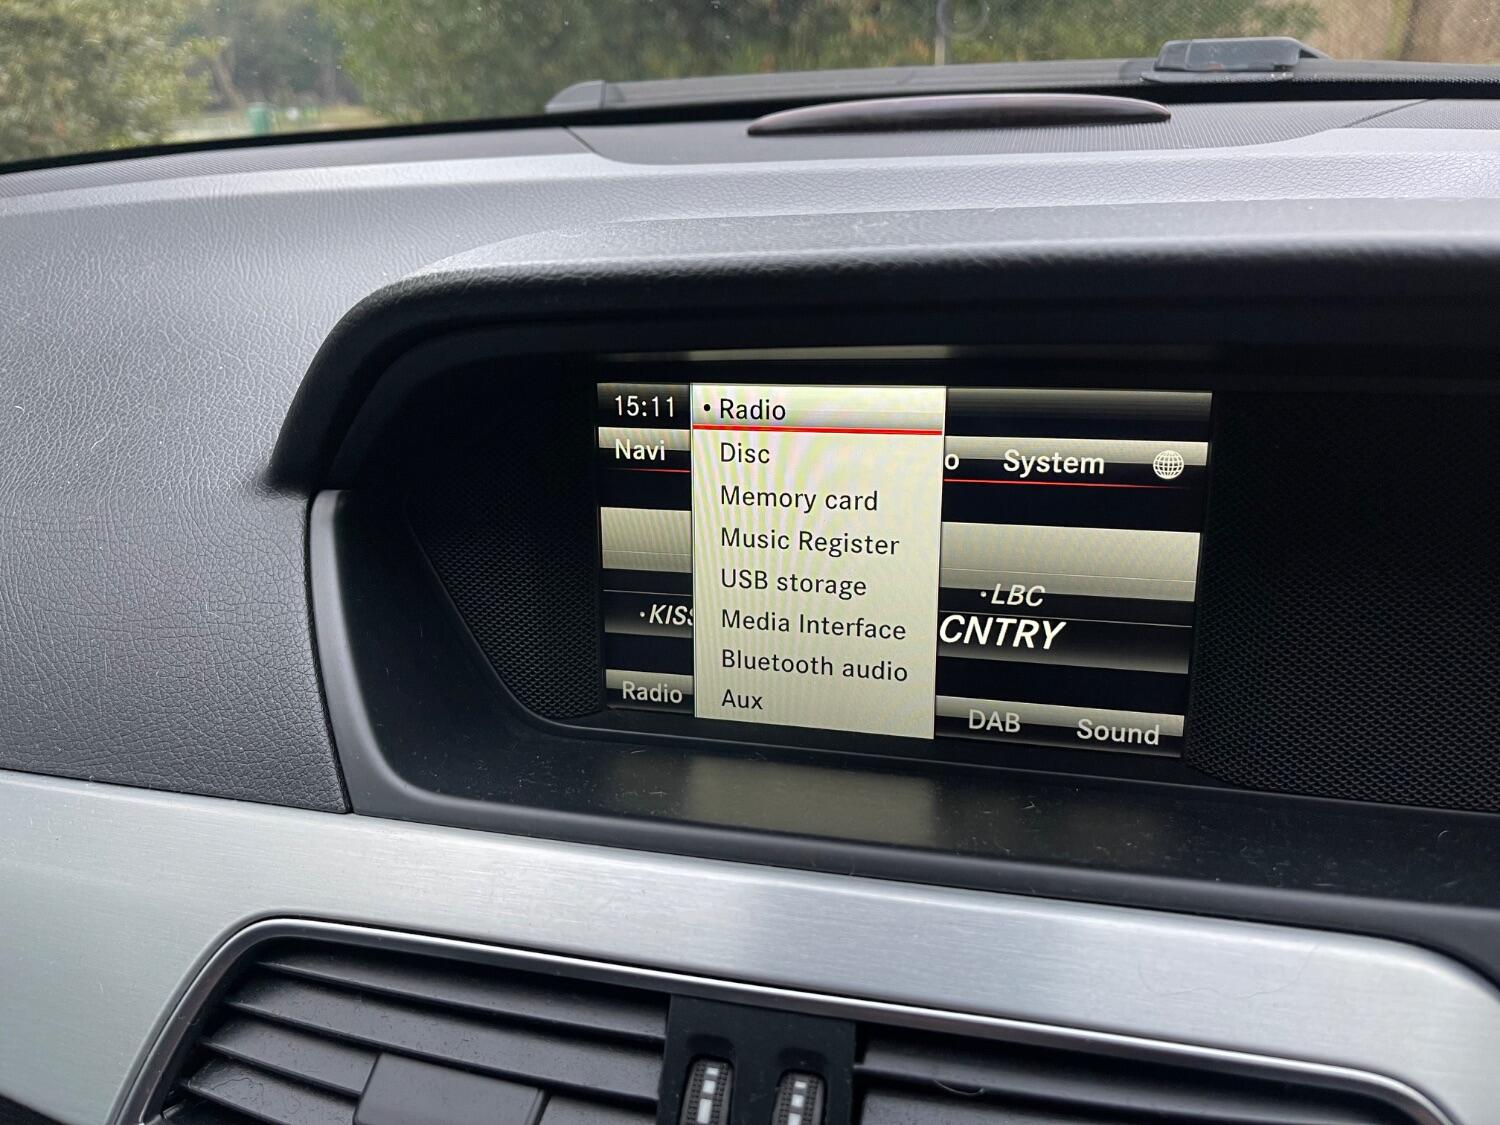 15:11
• Radio
Navi
Disc
o System
Memory card
Music Register
USB storage
• LBC
• KISS
Media Interface
CNTRY
Bluetooth audio
Radio
Aux
DAB Sound